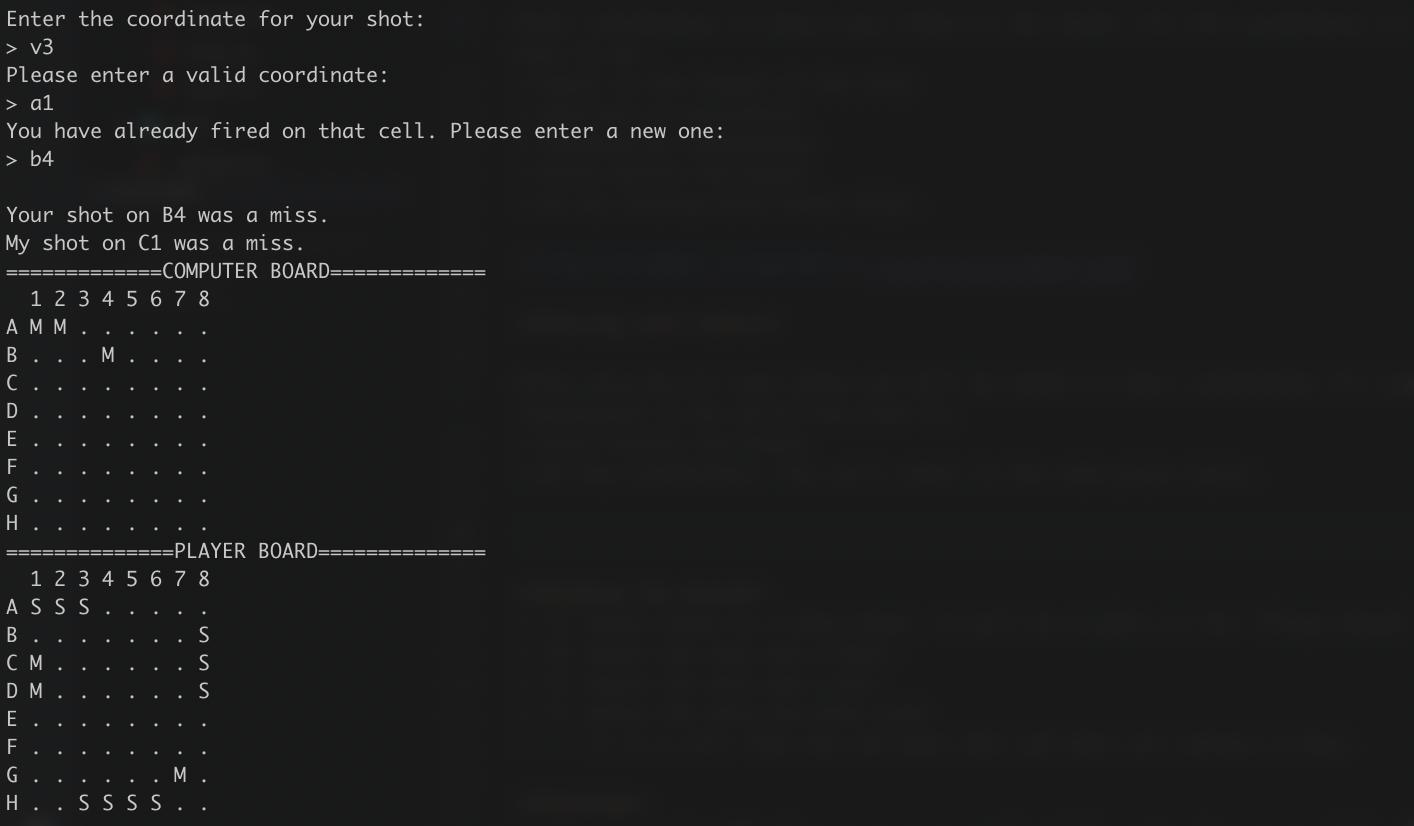 Enter the coordinate for your shot:
> v3
Please enter a valid coordinate:
> a1
You have already fired on that cell. Please enter a new one:
> b4
Your shot on B4 was a miss.
My shot on C1 was a miss.
=============COMPUTER BOARD=============
  1 2 3 4 5 6 7 8
A M M . . . . . .
B . . . M . . . .
C . . . . . . . .
D . . . . . . . .
E . . . . . . . .
F . . . . . . . .
G . . . . . . . .
H . . . . . . . .
==============PLAYER BOARD==============
  1 2 3 4 5 6 7 8
A S S S . . . . .
B . . . . . . . S
C M . . . . . . S
D M . . . . . . S
E . . . . . . . .
F . . . . . . . .
G . . . . . . M .
H . . S S S S . .